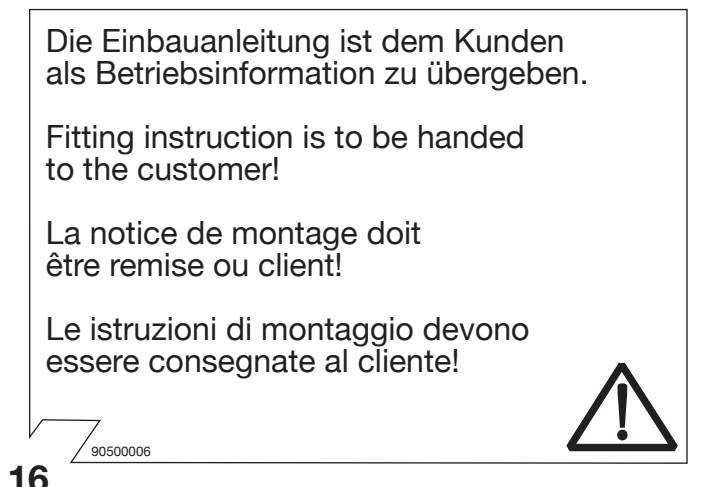 Die Einbauanleitung ist dem Kunden
als Betriebsinformation zu übergeben.
Fitting instruction is to be handed
to the customer!
La notice de montage doit
être remise ou client!
Le istruzioni di montaggio devono
essere consegnate al cliente!
90500006
16